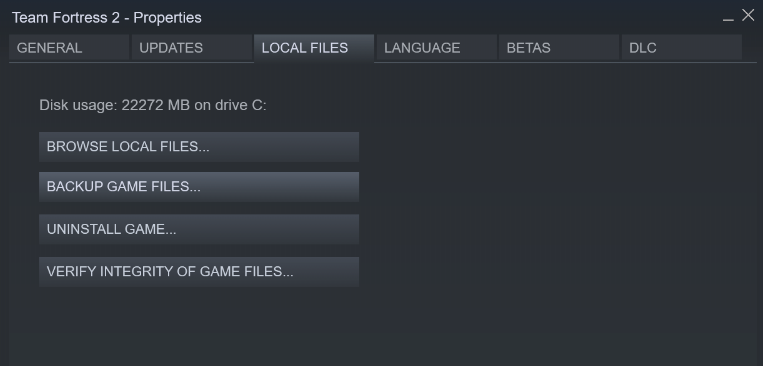 Team Fortress 2 - Properties
GENERAL UPDATES LOCAL FILES LANGUAGE BETAS DLC
Disk usage: 22272 MB on drive C:
BROWSE LOCAL FILES...
BACKUP GAME FILES...
UNINSTALL GAME...
VERIFY INTEGRITY OF GAME FILES...